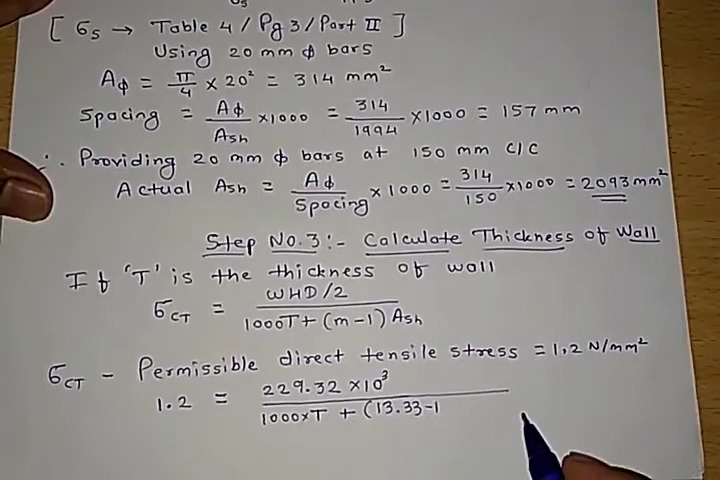 [ σs → Table 4 / Pg 3 / Part II ]
Using 20 mm ϕ bars
Aϕ = π/4 × 20² = 314 mm²
Spacing = Aϕ/Ash ×1000 = 314/1994 ×1000 = 157 mm
∴ Providing 20 mm ϕ bars at 150 mm c/c
Actual Ash = Aϕ/Spacing × 1000 = 314/150 ×1000 = 2093 mm²
Step No.3:- Calculate Thickness of Wall
If 'T' is the thickness of wall
σCT = WHD/2 / 1000T + (m-1) Ash
σCT - Permissible direct tensile stress = 1.2 N/mm²
1.2 = 229.32 ×10³ / 1000×T + (13.33-1